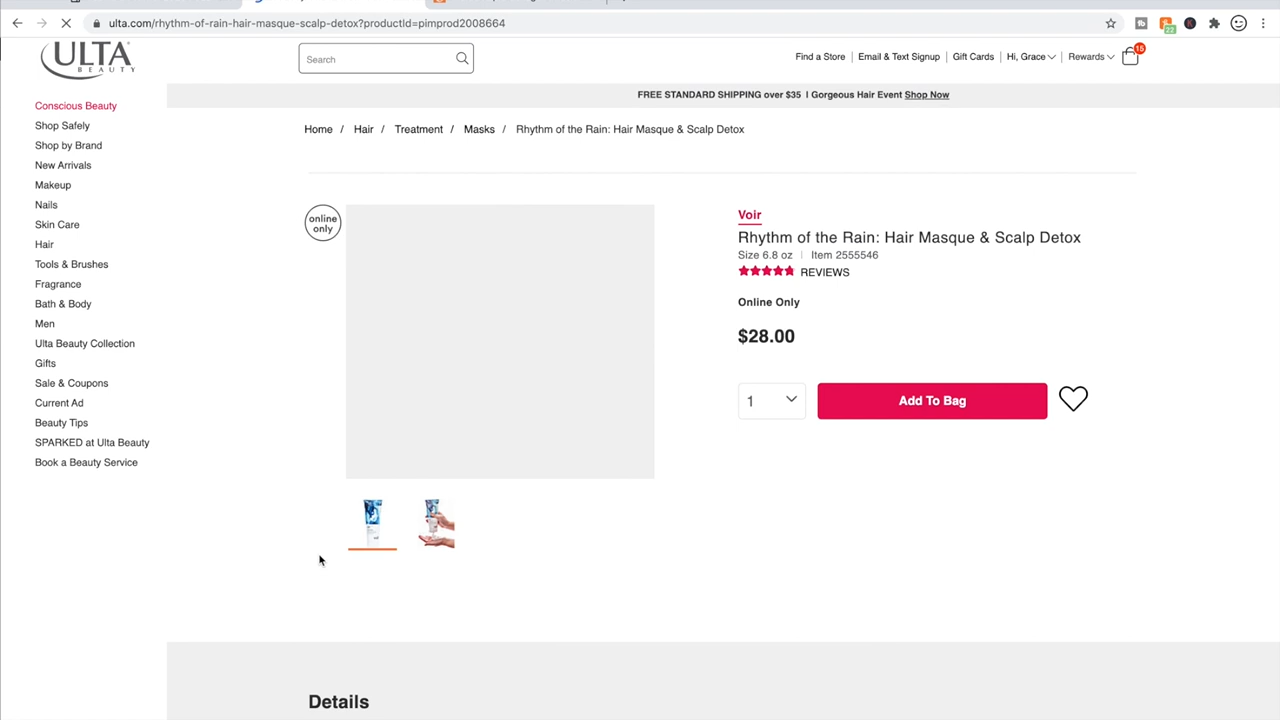 ulta.com/rhythm-of-rain-hair-masque-scalp-detox?productId=pimprod2008664
22
ULTA
BEAUTY
Search
Find a Store
Email & Text Signup
Gift Cards
Hi, Grace
Rewards
15
FREE STANDARD SHIPPING over $35 | Gorgeous Hair Event Shop Now
Conscious Beauty
Shop Safely
Shop by Brand
New Arrivals
Makeup
Nails
Skin Care
Hair
Tools & Brushes
Fragrance
Bath & Body
Men
Ulta Beauty Collection
Gifts
Sale & Coupons
Current Ad
Beauty Tips
SPARKED at Ulta Beauty
Book a Beauty Service
Home / Hair / Treatment / Masks / Rhythm of the Rain: Hair Masque & Scalp Detox
online
only
Voir
Rhythm of the Rain: Hair Masque & Scalp Detox
Size 6.8 oz | Item 2555546
REVIEWS
Online Only
$28.00
1
Add To Bag
Details